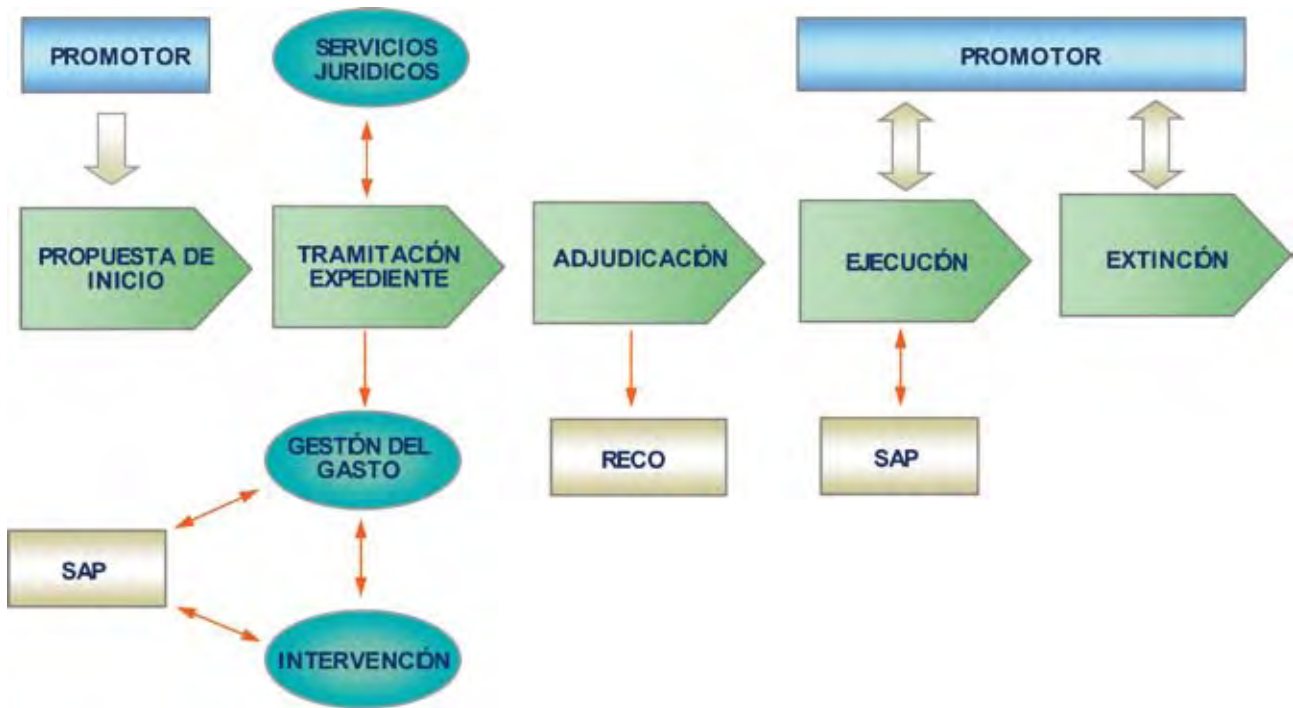 PROMOTOR
SERVICIOS
JURIDICOS
PROMOTOR
PROPUESTA DE
INICIO
TRAMITACIÓN
EXPEDIENTE
ADJUDICACIÓN
EJECUCIÓN
EXTINCIÓN
GESTIÓN DEL
GASTO
RECO
SAP
SAP
INTERVENCIÓN